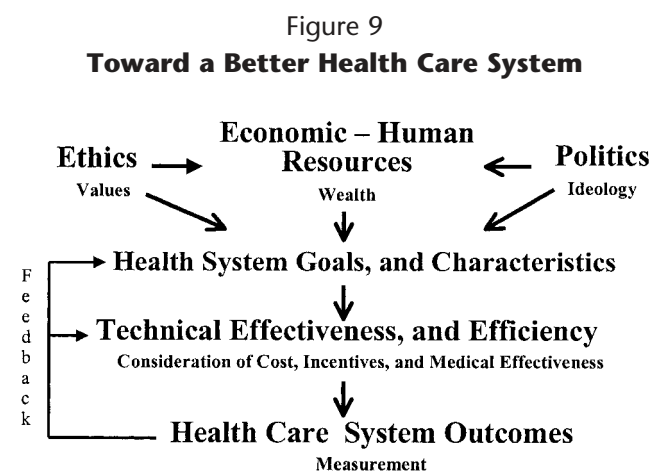 Figure 9
Toward a Better Health Care System
Economic – Human
Resources
Wealth
Ethics
Values
Politics
Ideology
Health System Goals, and Characteristics
Feedback
Technical Effectiveness, and Efficiency
Consideration of Cost, Incentives, and Medical Effectiveness
Health Care System Outcomes
Measurement